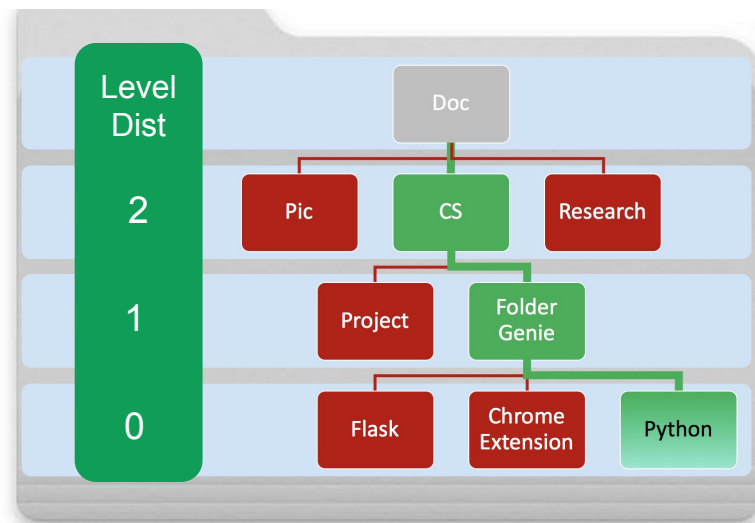 Level
Dist
Doc
2
Pic
CS
Research
1
Project
Folder
Genie
0
Flask
Chrome
Extension
Python